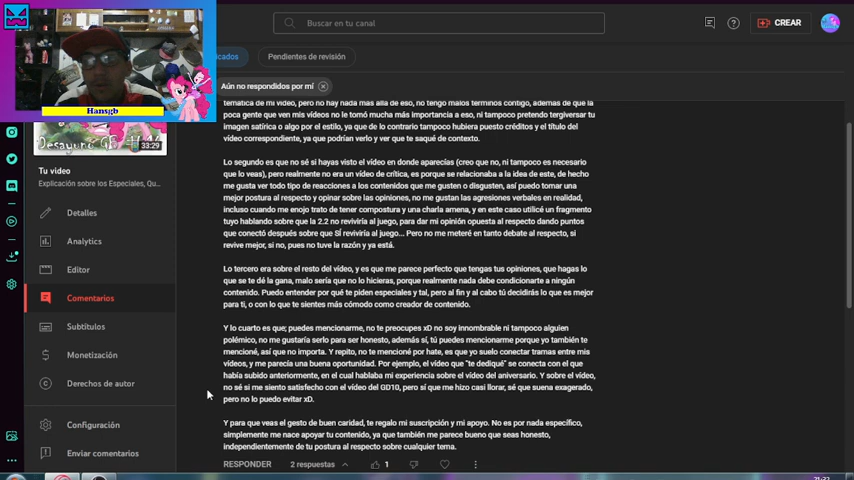 Buscar en tu canal
CREAR
Pendientes de revisión
Aún no respondidos por mí
Hansgb
Desayuno GD
33:29
Tu video
Explicación sobre los Especiales, Qu...
Detalles
Analytics
Editor
Comentarios
Subtítulos
Monetización
Derechos de autor
Configuración
Enviar comentarios
temática de mi video, pero no hay nada más allá de eso, no tengo malos términos contigo, además de que la
poca gente que ven mis vídeos no le tomó mucha más importancia a eso, ni tampoco pretendo tergiversar tu
imagen satírica o algo por el estilo, ya que de lo contrario tampoco hubiera puesto créditos y el título del
vídeo correspondiente, ya que podrían verlo y ver que te saqué de contexto.
Lo segundo es que no sé si hayas visto el vídeo en donde aparecías (creo que no, ni tampoco es necesario
que lo veas), pero realmente no era un vídeo de crítica, es porque se relacionaba a la idea de este, de hecho
me gusta ver todo tipo de reacciones a los contenidos que me gusten o disgusten, así puedo tomar una
mejor postura al respecto y opinar sobre las opiniones, no me gustan las agresiones verbales en realidad,
incluso cuando me enojo trato de tener compostura y una charla amena, y en este caso utilicé un fragmento
tuyo hablando sobre que la 2.2 no reviviría al juego, para dar mi opinión opuesta al respecto dando puntos
que conectó después sobre que SÍ reviviría al juego... Pero no me meteré en tanto debate al respecto, si
revive mejor, si no, pues no tuve la razón y ya está.
Lo tercero era sobre el resto del vídeo, y es que me parece perfecto que tengas tus opiniones, que hagas lo
que se te dé la gana, malo sería que no lo hicieras, porque realmente nada debe condicionarte a ningún
contenido. Puedo entender por qué te piden especiales y tal, pero al fin y al cabo tú decidirás lo que es mejor
para ti, o con lo que te sientes más cómodo como creador de contenido.
Y lo cuarto es que; puedes mencionarme, no te preocupes xD no soy innombrable ni tampoco alguien
polémico, no me gustaría serlo para ser honesto, además sí, tú puedes mencionarme porque yo también te
mencioné, así que no importa. Y repito, no te mencioné por hate, es que yo suelo conectar tramas entre mis
vídeos, y me parecía una buena oportunidad. Por ejemplo, el vídeo que "te dediqué" se conecta con el que
había subido anteriormente, en el cual hablaba mi experiencia sobre el vídeo del aniversario. Y sobre el vídeo,
no sé si me siento satisfecho con el vídeo del GD10, pero sí que me hizo casi llorar, sé que suena exagerado,
pero no lo puedo evitar xD.
Y para que veas el gesto de buen caridad, te regalo mi suscripción y mi apoyo. No es por nada específico,
simplemente me nace apoyar tu contenido, ya que también me parece bueno que seas honesto,
independientemente de tu postura al respecto sobre cualquier tema.
RESPONDER
2 respuestas
1